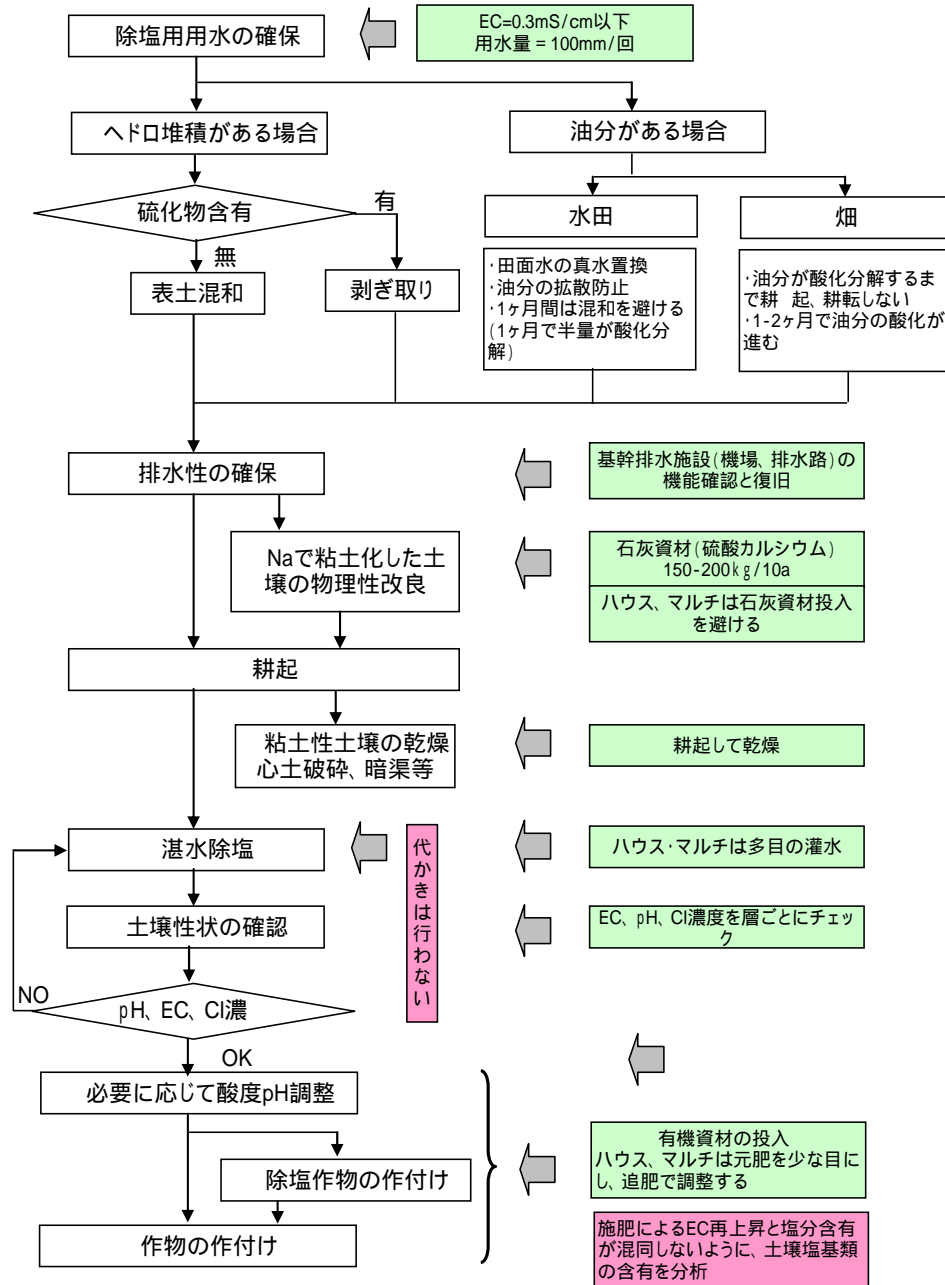 除塩用用水の確保
EC=0.3mS/cm以下
用水量 = 100mm/回
ヘドロ堆積がある場合
油分がある場合
硫化物含有
有
無
水田
畑
表土混和
剥ぎ取り
･田面水の真水置換
･油分の拡散防止
･1ヶ月間は混和を避ける
(1ヶ月で半量が酸化分
解)
･油分が酸化分解するま
で耕　起、耕転しない
･1-2ヶ月で油分の酸化が
進む
排水性の確保
基幹排水施設(機場、排水路)の
機能確認と復旧
Naで粘土化した土
壌の物理性改良
石灰資材(硫酸カルシウム)
150-200kg/10a
ハウス、マルチは石灰資材投入
を避ける
耕起
粘土性土壌の乾燥
心土破砕、暗渠等
耕起して乾燥
湛水除塩
代かきは行わない
ハウス･マルチは多目の灌水
土壌性状の確認
EC、pH、Cl濃度を層ごとにチェッ
ク
NO
pH、EC、Cl濃
OK
必要に応じて酸度pH調整
除塩作物の作付け
有機資材の投入
ハウス、マルチは元肥を少な目に
し、追肥で調整する
作物の作付け
施肥によるEC再上昇と塩分含有
が混同しないように、土壌塩基類
の含有を分析